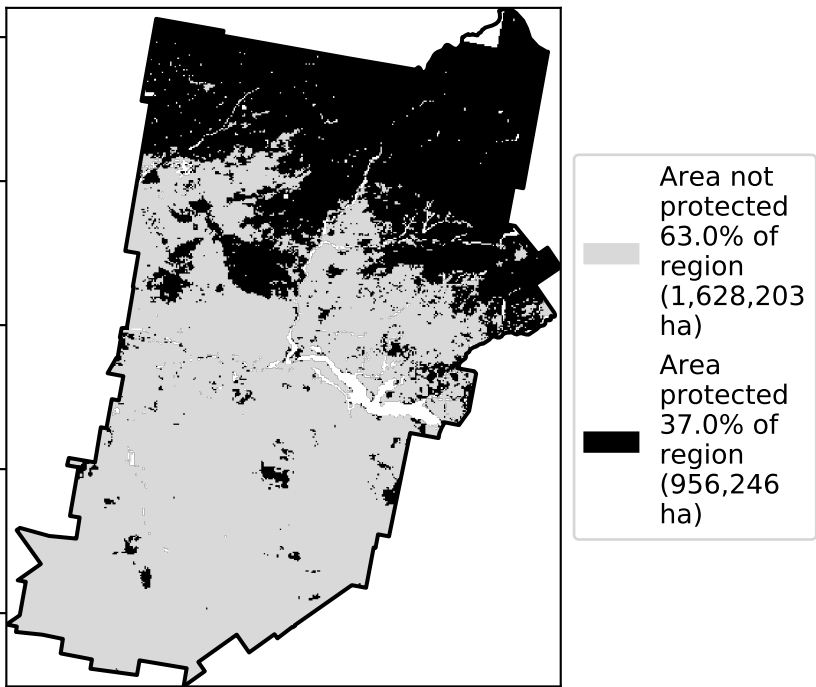 Area not
protected
63.0% of
region
(1,628,203
ha)
Area
protected
37.0% of
region
(956,246
ha)